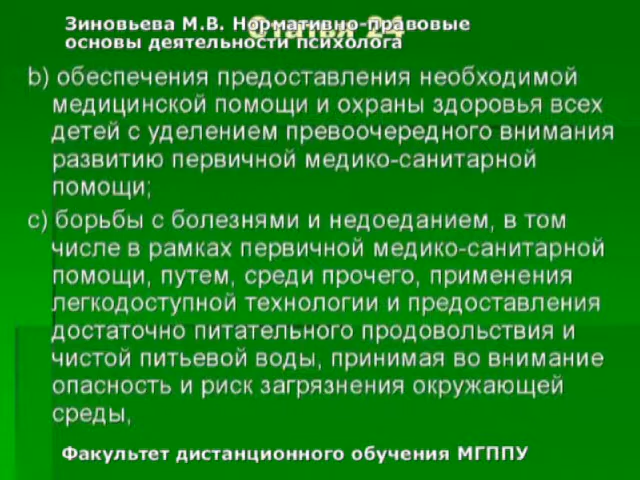 Зиновьева М.В. Нормативно-правовые
основы деятельности психолога
Статья 24
b) обеспечения предоставления необходимой
медицинской помощи и охраны здоровья всех
детей с уделением превоочередного внимания
развитию первичной медико-санитарной
помощи;
c) борьбы с болезнями и недоеданием, в том
числе в рамках первичной медико-санитарной
помощи, путем, среди прочего, применения
легкодоступной технологии и предоставления
достаточно питательного продовольствия и
чистой питьевой воды, принимая во внимание
опасность и риск загрязнения окружающей
среды,
Факультет дистанционного обучения МГППУ